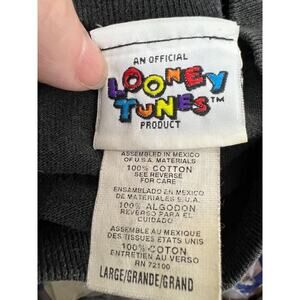 AN OFFICIAL
LOONEY
TUNES™
PRODUCT
ASSEMBLED IN MEXICO
OF U.S.A. MATERIALS
100% COTTON
SEE REVERSE
FOR CARE
ENSAMBLADO EN MEXICO
DE MATERIALES E.U.A.
100% ALGODON
REVERSO PARA EL
CUIDADO
ASSEMBLE AU MEXIQUE
DES TISSUES ETATS UNIS
100% COTON
ENTRETIEN AU VERSO
RN 72100
LARGE/GRANDE/GRAND